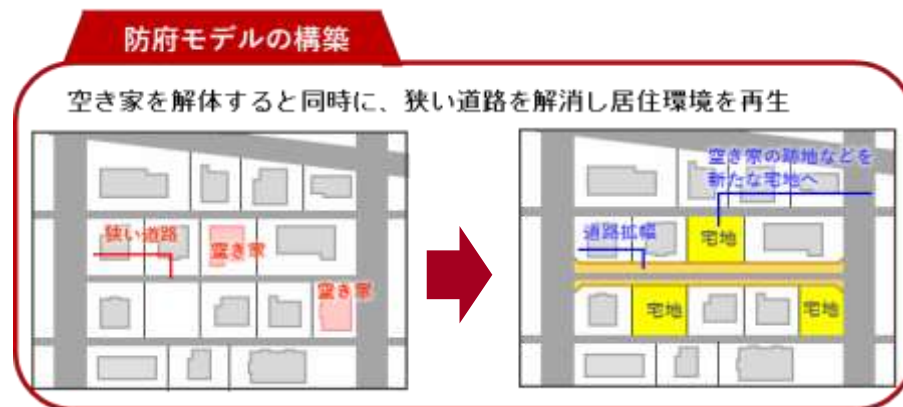 防府モデルの構築
空き家を解体すると同時に、狭い道路を解消し居住環境を再生
狭い道路
空き家
空き家
空き家の跡地などを
新たな宅地へ
道路拡幅
宅地
宅地
宅地